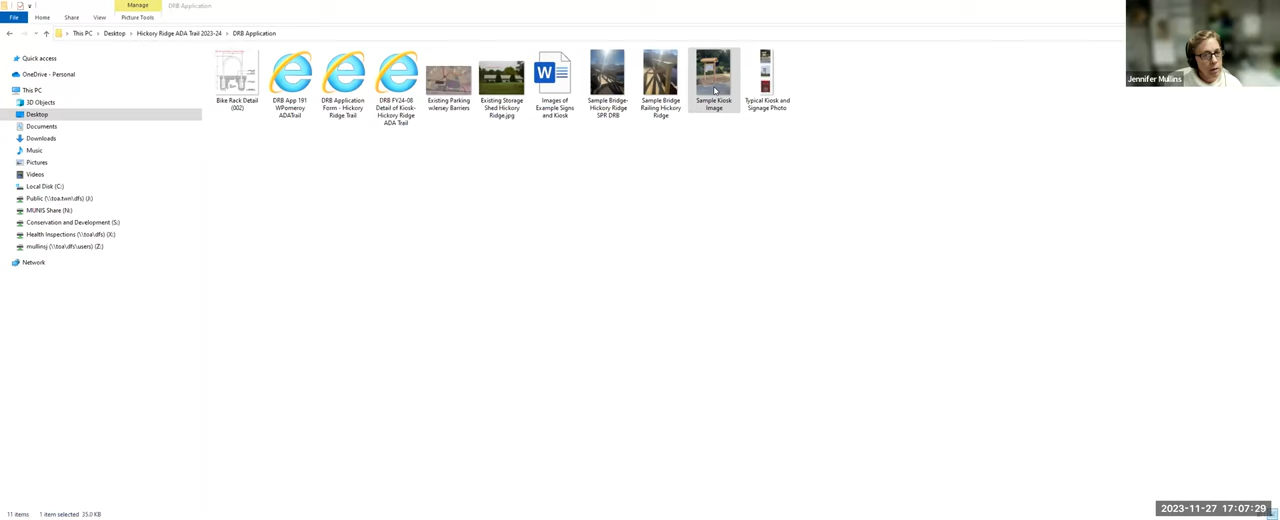 Manage
DRB Application
File
Home
Share
View
Picture Tools
This PC
Desktop
Hickory Ridge ADA Trail 2023-24
DRB Application
Quick access
OneDrive - Personal
This PC
3D Objects
Desktop
Documents
Downloads
Music
Pictures
Videos
Local Disk (C:)
Public (\\toa.twn\dfs) (I:)
MUNIS Share (N:)
Conservation and Development (S:)
Health Inspections (\\toa\dfs) (X:)
mullinsj (\\toa\dfs\users) (Z:)
Network
Bike Rack Detail
(002)
DRB App 191
WPomeroy
ADATrail
DRB Application
Form - Hickory
Ridge Trail
DRB FY24-08
Detail of Kiosk-
Hickory Ridge
ADA Trail
Existing Parking
wJersey Barriers
Existing Storage
Shed Hickory
Ridge.jpg
W
Images of
Example Signs
and Kiosk
Sample Bridge-
Hickory Ridge
SPR DRB
Sample Bridge
Railing Hickory
Ridge
Sample Kiosk
Image
Typical Kiosk and
Signage Photo
Jennifer Mullins
11 items
1 item selected 35.0 KB
2023-11-27 17:07:29